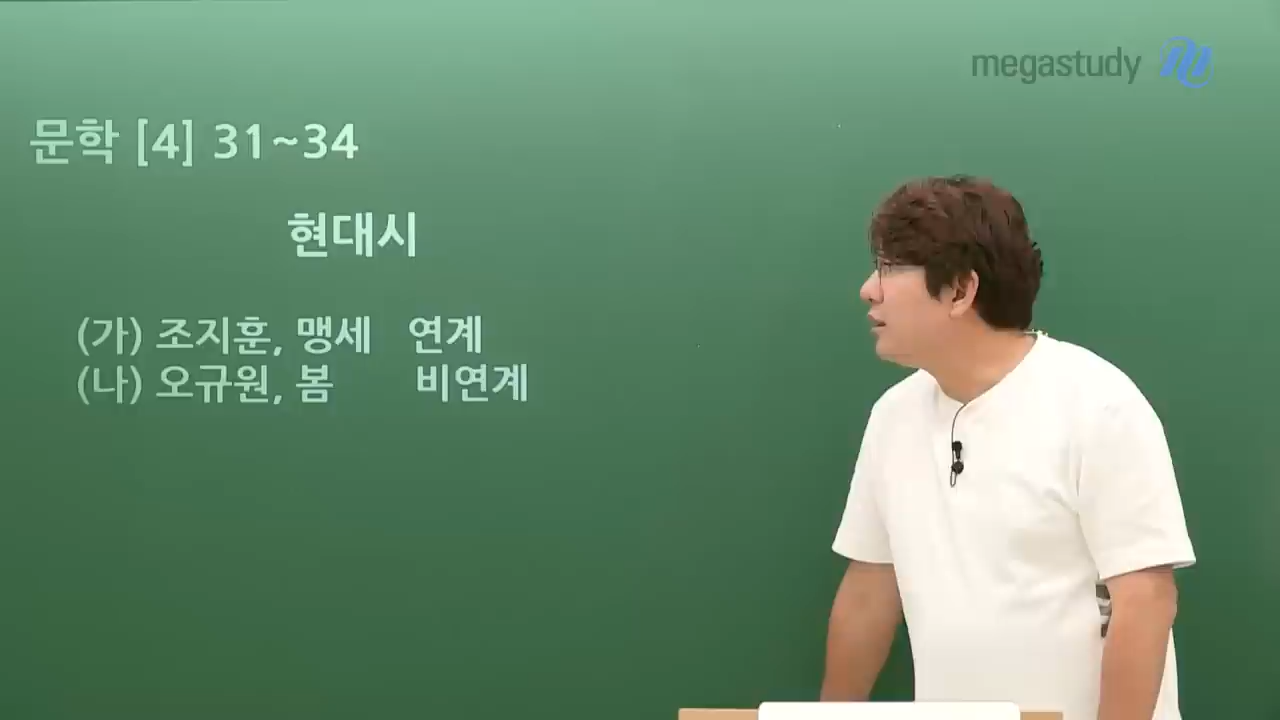 megastudy
문학 [4] 31~34
현대시
(가) 조지훈, 맹세 연계
(나) 오규원, 봄 비연계